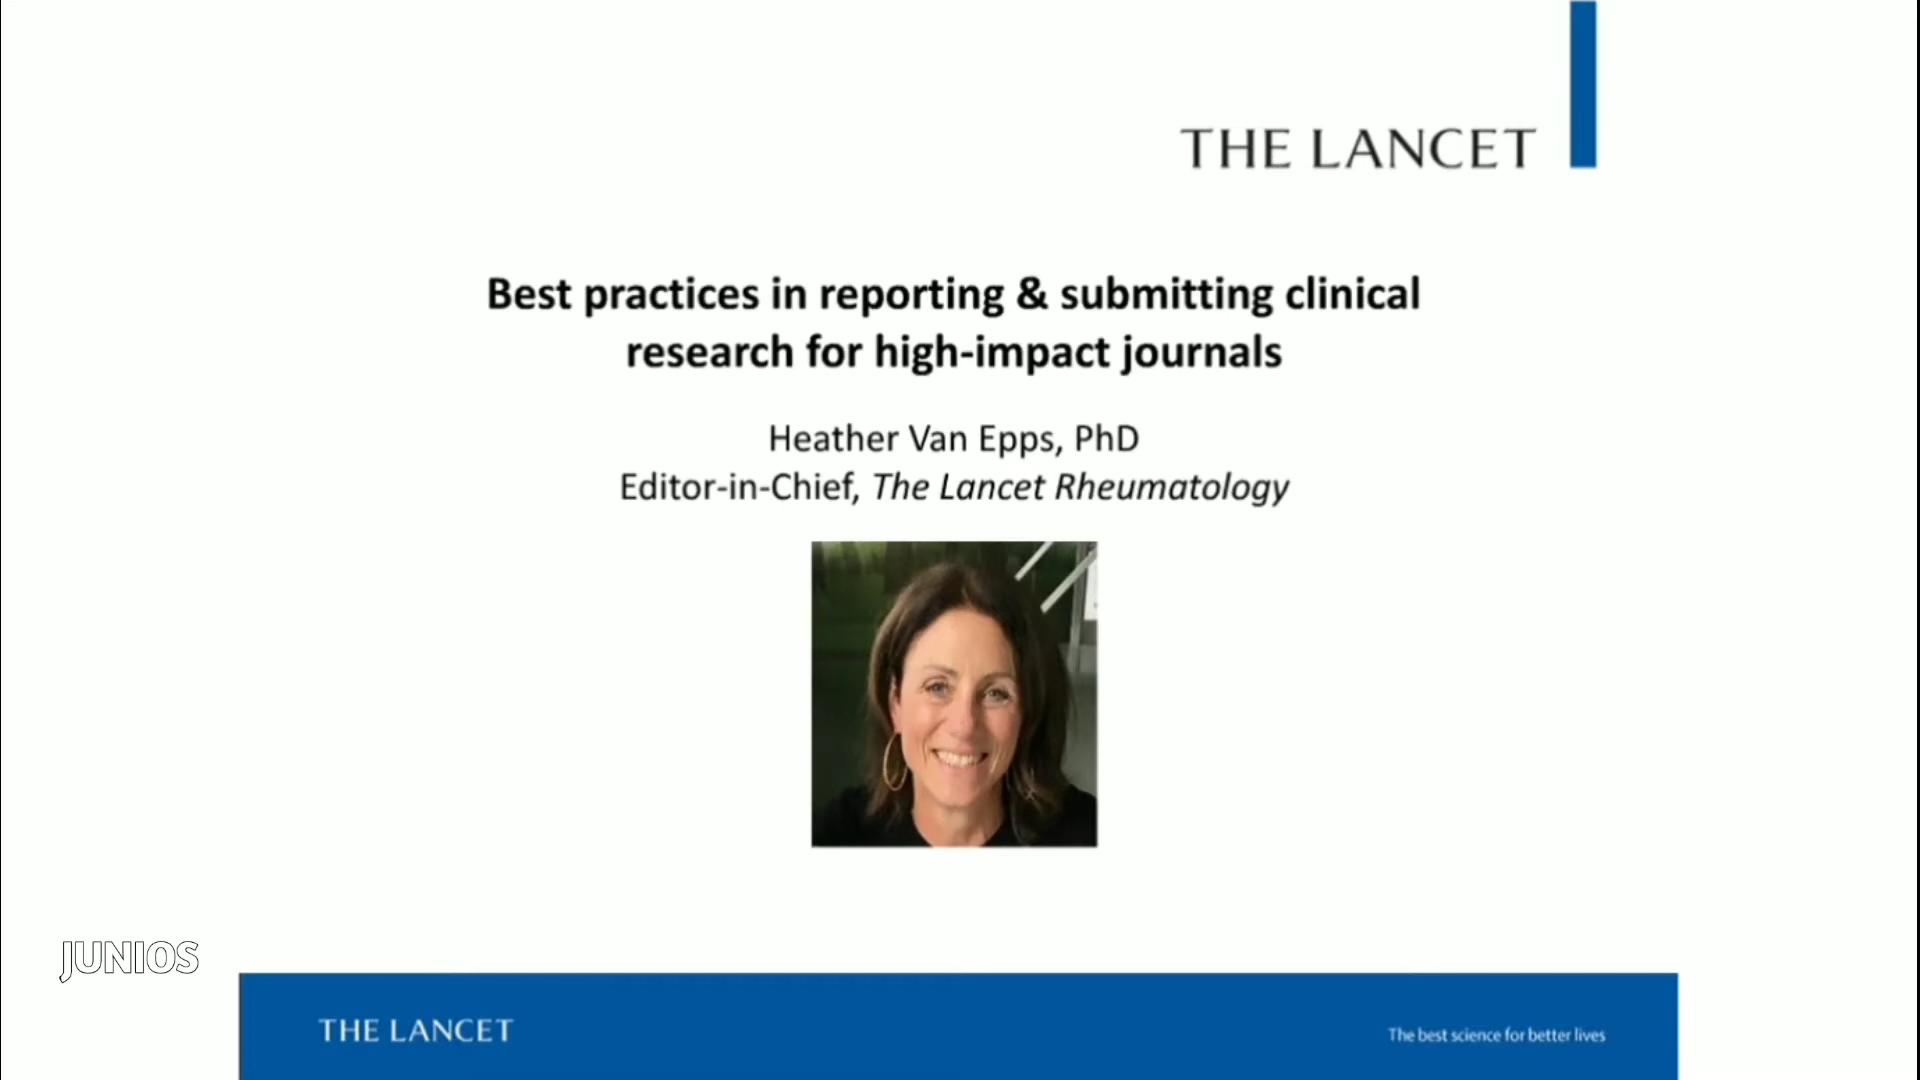 THE LANCET
Best practices in reporting & submitting clinical
research for high-impact journals
Heather Van Epps, PhD
Editor-in-Chief, The Lancet Rheumatology
JUNIOS
THE LANCET
The best science for better lives